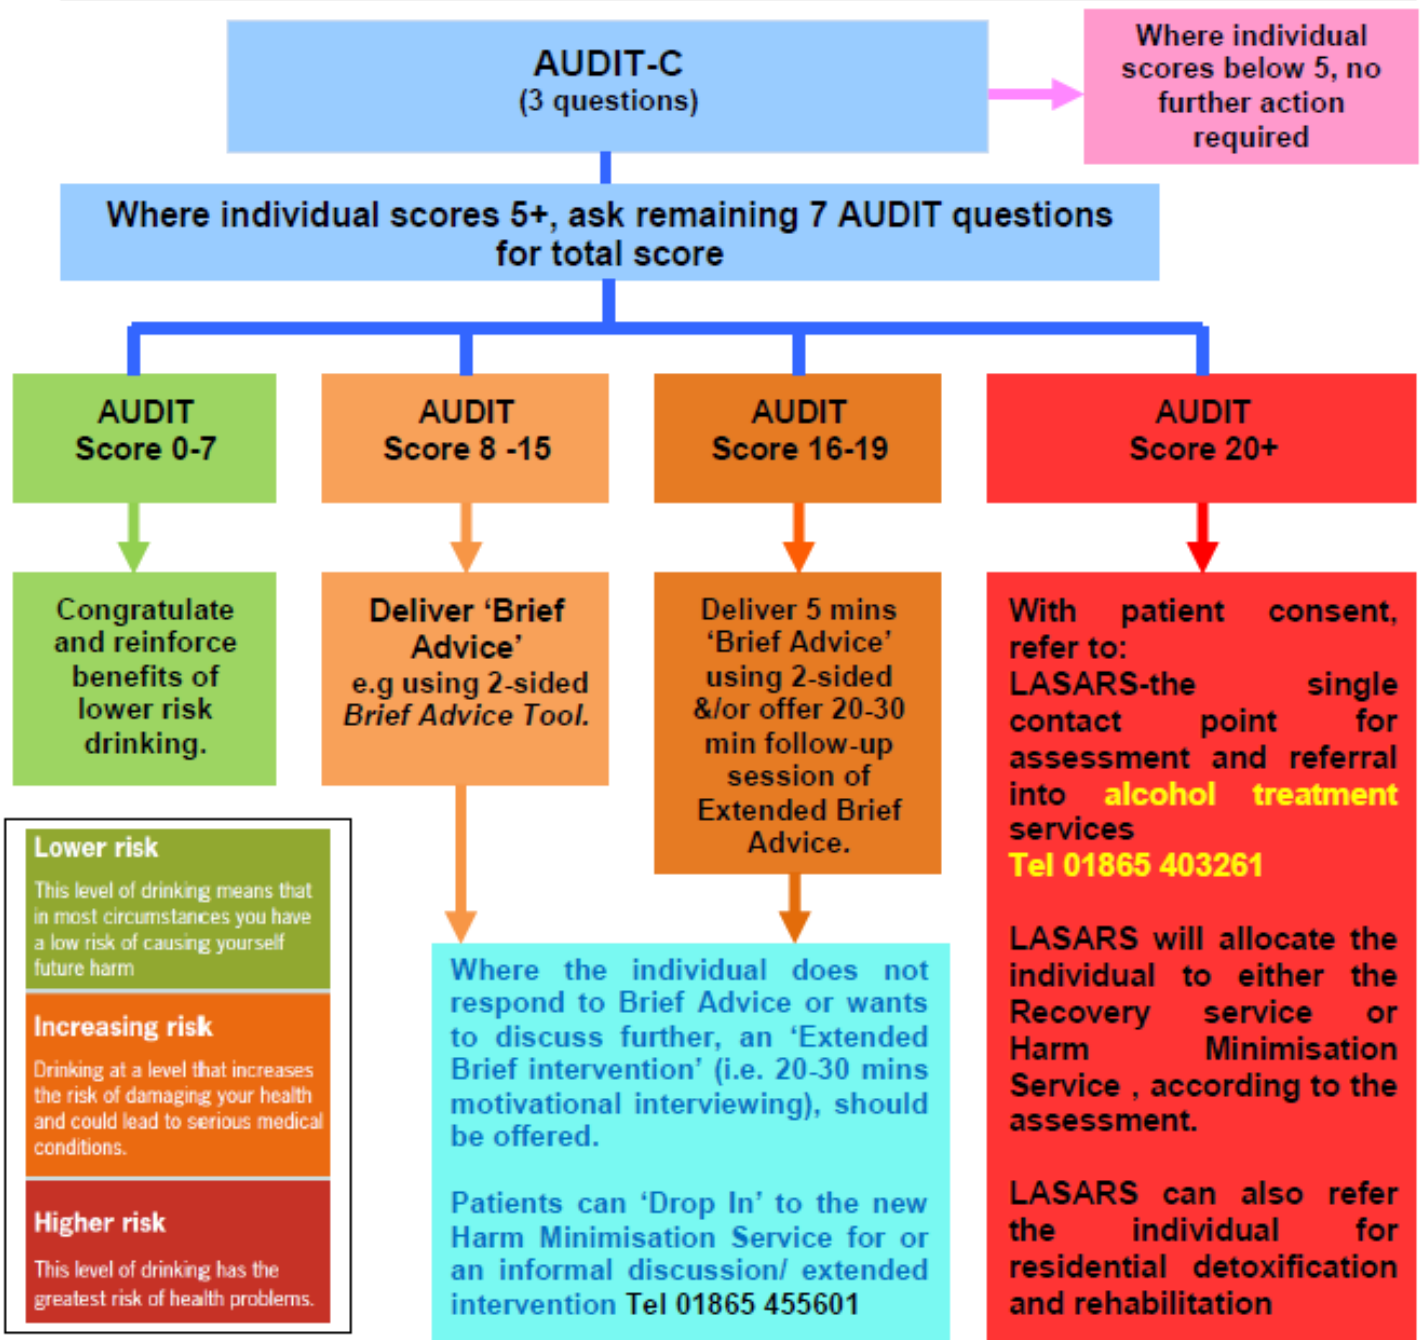 AUDIT-C
(3 questions)
Where individual
scores below 5, no
further action
required
Where individual scores 5+, ask remaining 7 AUDIT questions
for total score
AUDIT
Score 0-7
AUDIT
Score 8 -15
AUDIT
Score 16-19
AUDIT
Score 20+
Congratulate
and reinforce
benefits of
lower risk
drinking.
Deliver ‘Brief
Advice’
e.g using 2-sided
Brief Advice Tool.
Deliver 5 mins
‘Brief Advice’
using 2-sided
&/or offer 20-30
min follow-up
session of
Extended Brief
Advice.
With patient consent,
refer to:
LASARS-the single
contact point for
assessment and referral
into alcohol treatment
services
Tel 01865 403261
LASARS will allocate the
individual to either the
Recovery service or
Harm Minimisation
Service , according to the
assessment.
LASARS can also refer
the individual for
residential detoxification
and rehabilitation
Lower risk
This level of drinking means that
in most circumstances you have
a low risk of causing yourself
future harm
Increasing risk
Drinking at a level that increases
the risk of damaging your health
and could lead to serious medical
conditions.
Higher risk
This level of drinking has the
greatest risk of health problems.
Where the individual does not
respond to Brief Advice or wants
to discuss further, an ‘Extended
Brief intervention’ (i.e. 20-30 mins
motivational interviewing), should
be offered.
Patients can ‘Drop In’ to the new
Harm Minimisation Service for or
an informal discussion/ extended
intervention Tel 01865 455601